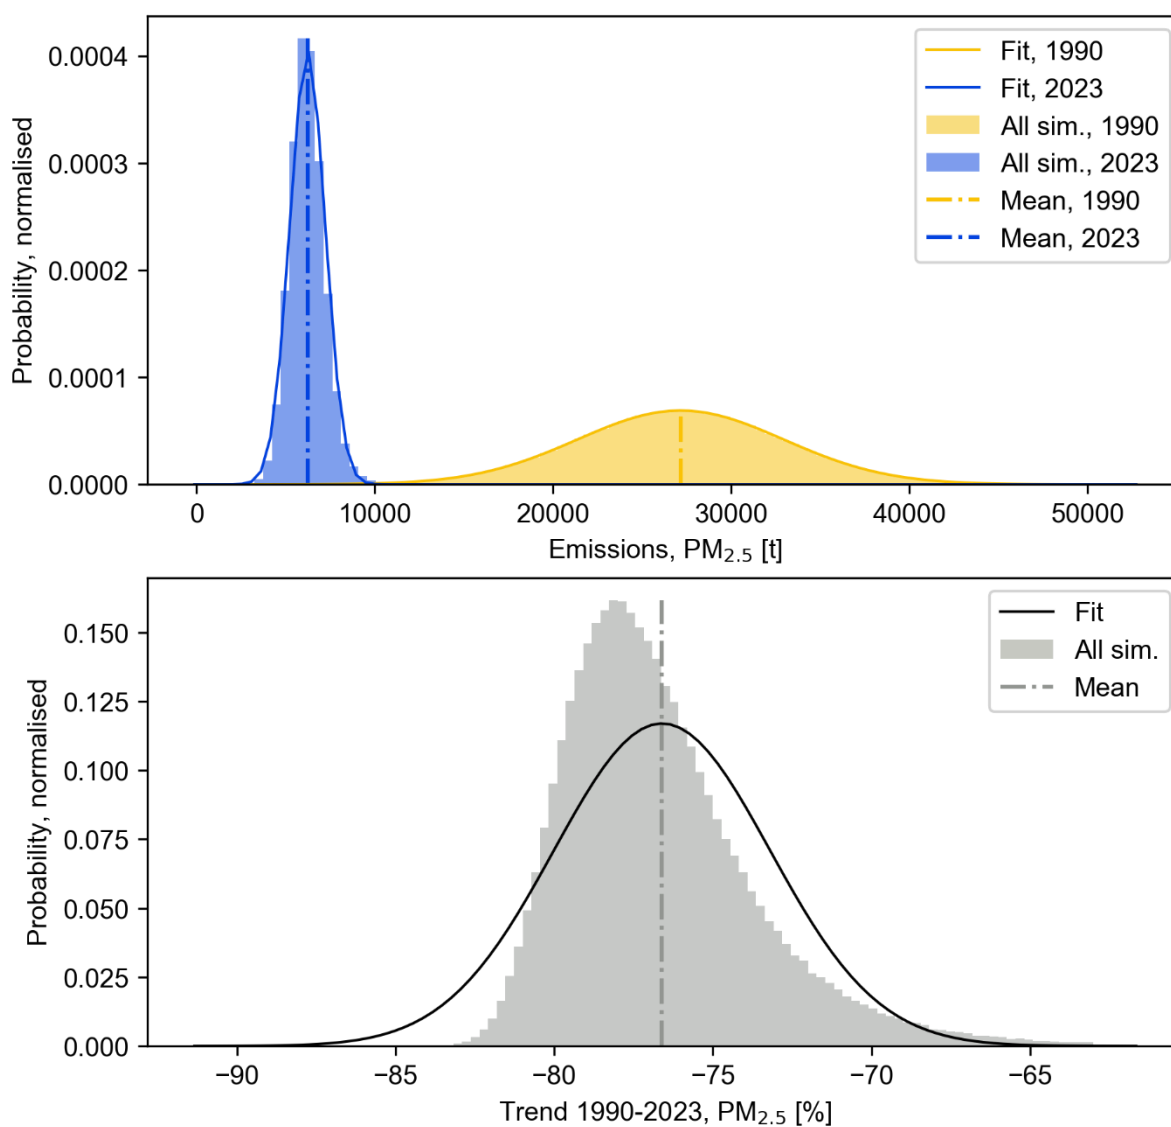 0.0004
0.0003
0.0002
0.0001
0.0000
Probability, normalised
Fit, 1990
Fit, 2023
All sim., 1990
All sim., 2023
Mean, 1990
Mean, 2023
0 10000 20000 30000 40000 50000
Emissions, PM₂.₅ [t]
0.150
0.125
0.100
0.075
0.050
0.025
0.000
Probability, normalised
Fit
All sim.
Mean
−90 −85 −80 −75 −70 −65
Trend 1990-2023, PM₂.₅ [%]